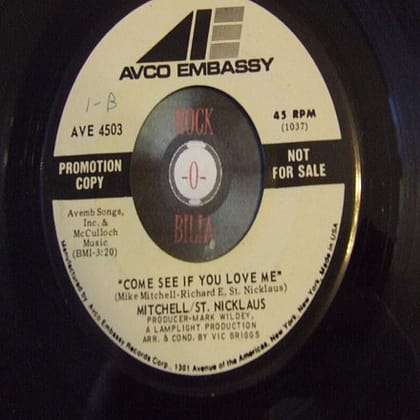 AVCO EMBASSY
1-B
AVE 4503
45 RPM
(1037)
PROMOTION
COPY
NOT
FOR SALE
ROCK
-O-
BILLA
Avemb Songs,
Inc. &
McCulloch
Music
(BMI-3:20)
"COME SEE IF YOU LOVE ME"
(Mike Mitchell-Richard E. St. Nicklaus)
MITCHELL/ST. NICKLAUS
PRODUCER-MARK WILDEY,
A LAMPLIGHT PRODUCTION
ARR. & COND. BY VIC BRIGGS
Manufactured by Avco Embassy Records Corp., 1301 Avenue of the Americas, New York, New York. Made in USA